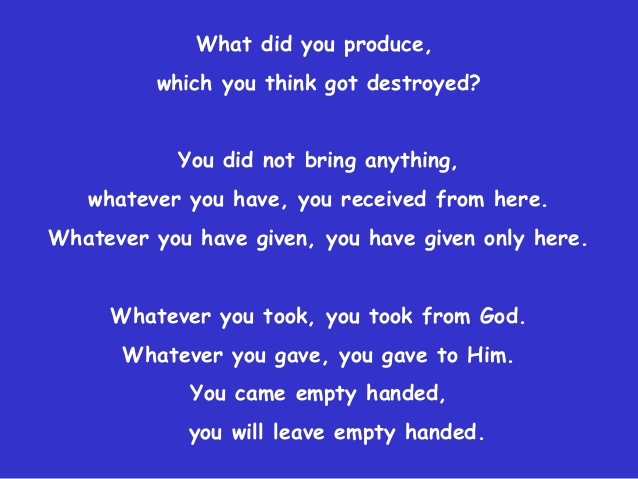 What did you produce,
which you think got destroyed?
You did not bring anything,
whatever you have, you received from here.
Whatever you have given, you have given only here.
Whatever you took, you took from God.
Whatever you gave, you gave to Him.
You came empty handed,
you will leave empty handed.